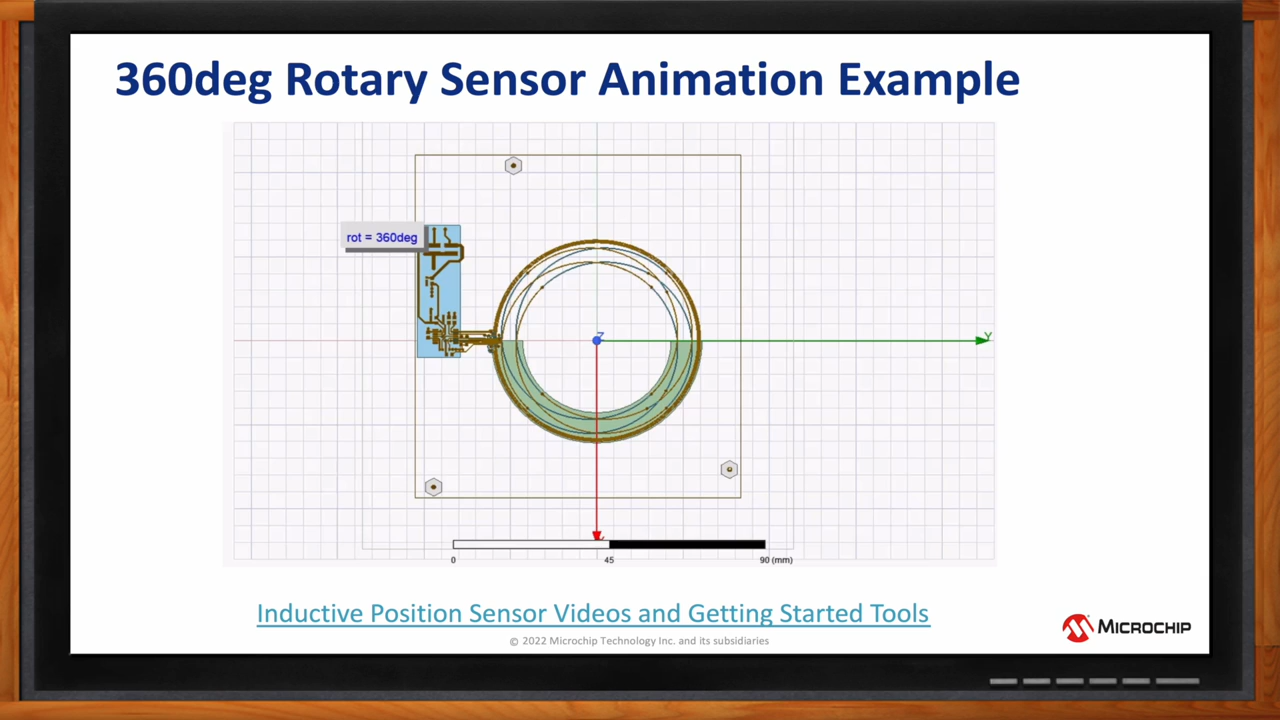 360deg Rotary Sensor Animation Example
rot = 360deg
Z
Y
0
45
90 (mm)
Inductive Position Sensor Videos and Getting Started Tools
© 2022 Microchip Technology Inc. and its subsidiaries
MICROCHIP